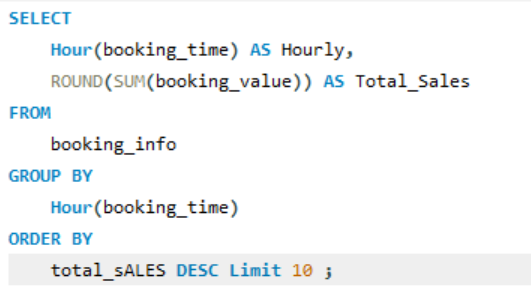 SELECT
Hour(booking_time) AS Hourly,
ROUND(SUM(booking_value)) AS Total_Sales
FROM
booking_info
GROUP BY
Hour(booking_time)
ORDER BY
total_sALES DESC Limit 10 ;